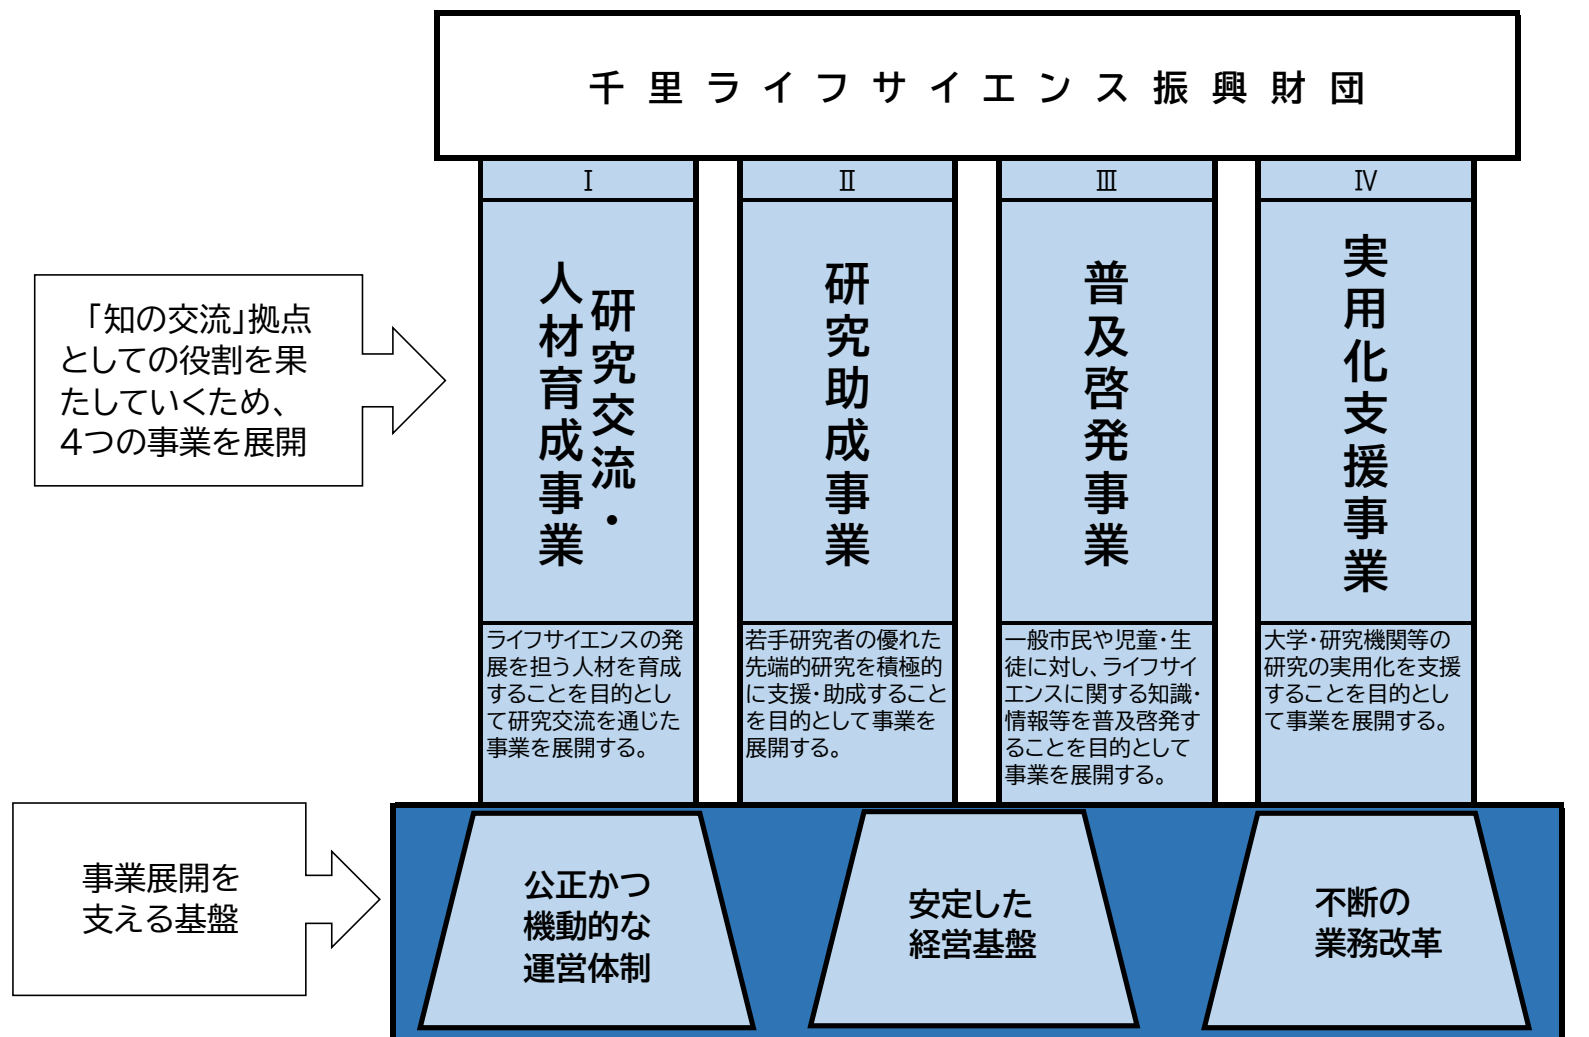 千里ライフサイエンス振興財団
「知の交流」拠点
としての役割を果
たしていくため、
4つの事業を展開
Ⅰ
研究交流・
人材育成事業
ライフサイエンスの発
展を担う人材を育成
することを目的とし
て研究交流を通じた
事業を展開する。
Ⅱ
研究助成事業
若手研究者の優れた
先端的研究を積極的
に支援・助成すること
を目的として事業を
展開する。
Ⅲ
普及啓発事業
一般市民や児童・生
徒に対し、ライフサイ
エンスに関する知識・
情報等を普及啓発す
ることを目的として
事業を展開する。
Ⅳ
実用化支援事業
大学・研究機関等の
研究の実用化を支援
することを目的とし
て事業を展開する。
事業展開を
支える基盤
公正かつ
機動的な
運営体制
安定した
経営基盤
不断の
業務改革